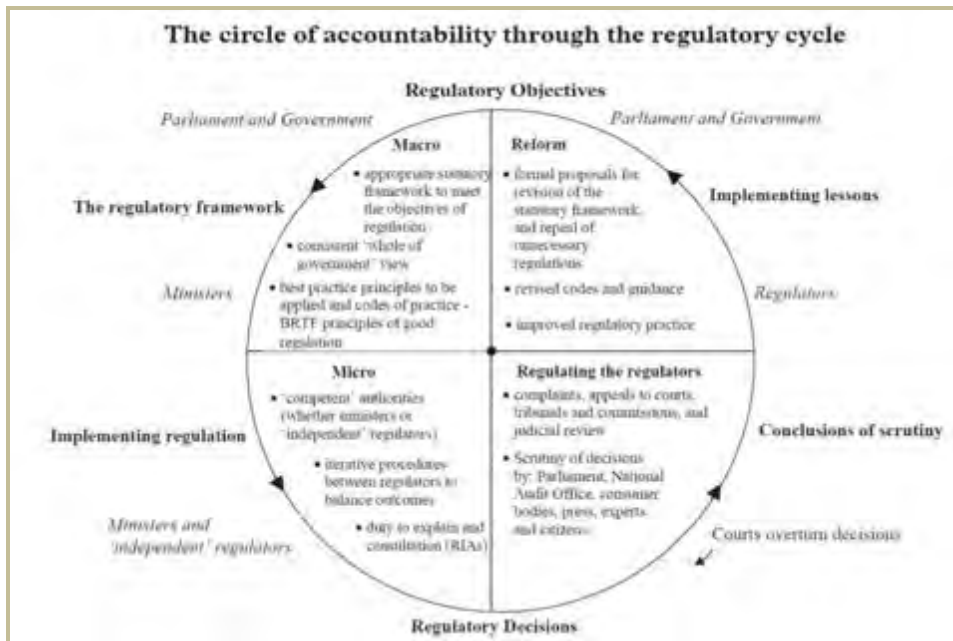 The circle of accountability through the regulatory cycle
Regulatory Objectives
Parliament and Government
Parliament and Government
Macro
• appropriate statutory
framework to meet
the objectives of
regulation
• consistent 'whole of
government' view
• best practice principles to be
applied and codes of practice -
BRTF principles of good
regulation
Reform
• formal proposals for
revision of the
statutory framework,
and repeal of
unnecessary
regulations
• revised codes and guidance
• improved regulatory practice
The regulatory framework
Implementing lessons
Ministers
Regulators
Micro
• 'competent' authorities
(whether ministers or
'independent' regulators)
• iterative procedures
between regulators to
balance outcomes
• duty to explain and
consultation (RIAs)
Regulating the regulators
• complaints, appeals to courts,
tribunals and commissions, and
judicial review
• Scrutiny of decisions
by: Parliament, National
Audit Office, consumer
bodies, press, experts
and citizens
Implementing regulation
Conclusions of scrutiny
Ministers and
'independent' regulators
Courts overturn decisions
Regulatory Decisions